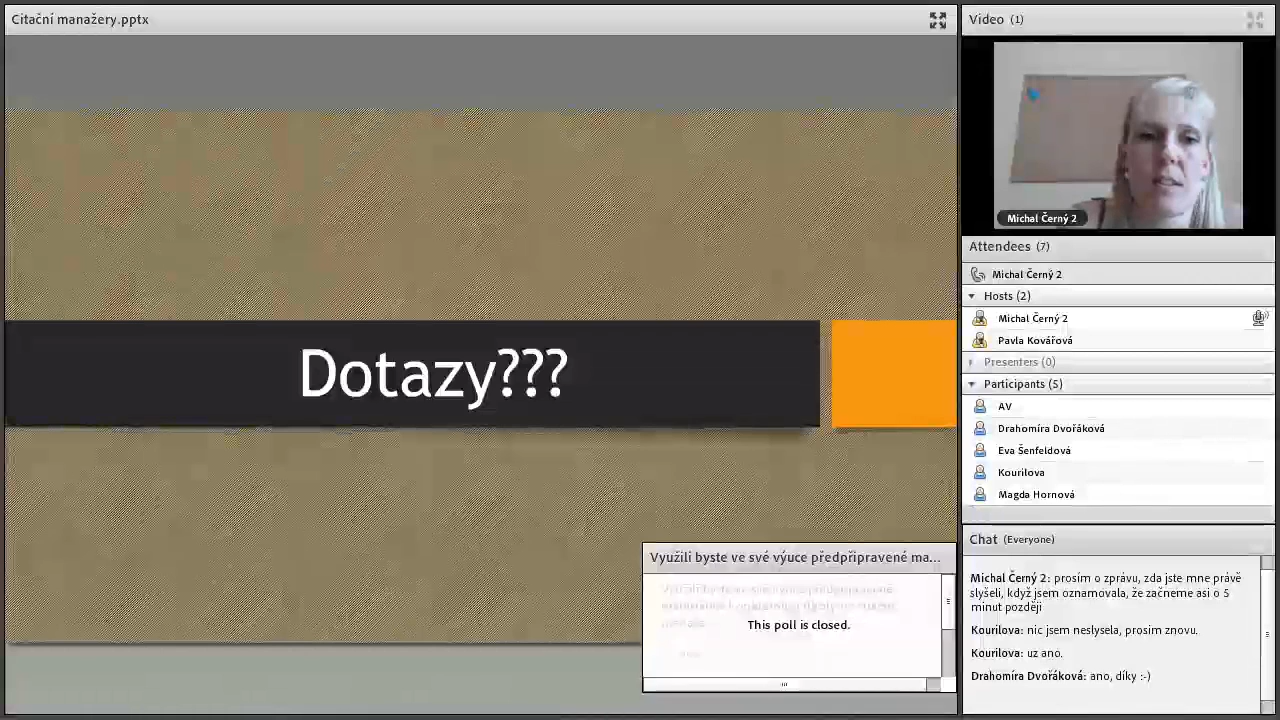 Citační manažery.pptx
Dotazy???
Využili byste ve své výuce předpřipravené ma...
This poll is closed.
Video (1)
Michal Černý 2
Attendees (7)
Michal Černý 2
Hosts (2)
Michal Černý 2
Pavla Kovářová
Presenters (0)
Participants (5)
AV
Drahomíra Dvořáková
Eva Šenfeldová
Kourilova
Magda Hornová
Chat (Everyone)
Michal Černý 2: prosím o zprávu, zda jste mne právě
slyšeli, když jsem oznamovala, že začneme asi o 5
minut později
Kourilova: nic jsem neslysela, prosim znovu.
Kourilova: uz ano.
Drahomíra Dvořáková: ano, díky :-)